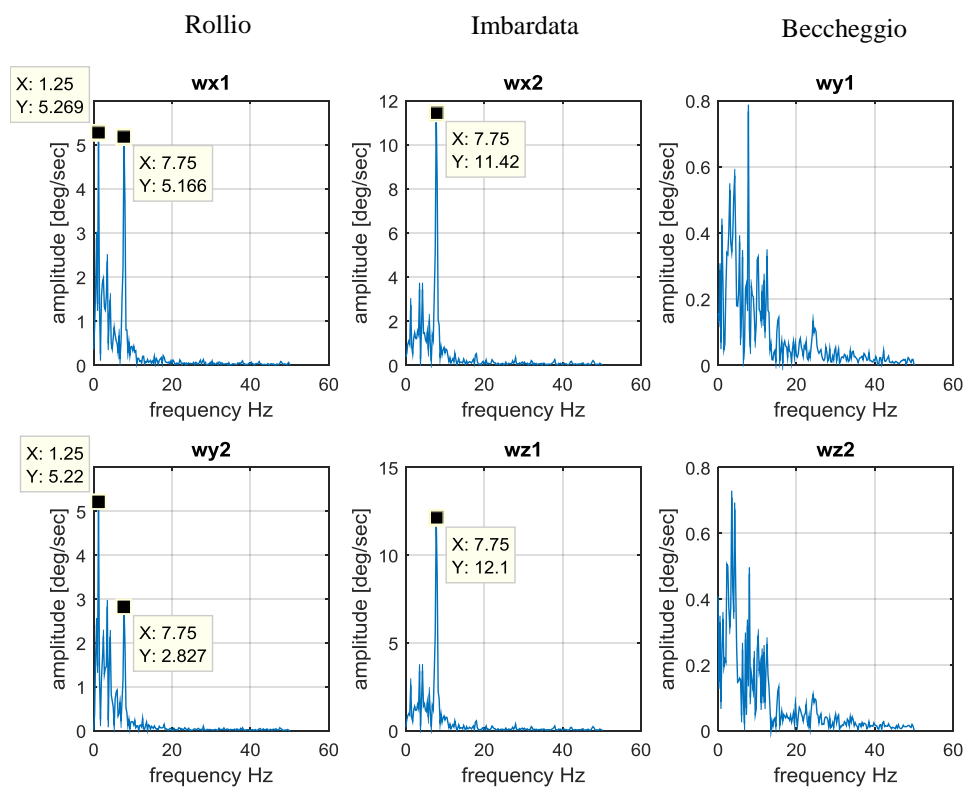 Rollio
Imbardata
Beccheggio
wx1
X: 1.25
Y: 5.269
X: 7.75
Y: 5.166
amplitude [deg/sec]
5
4
3
2
1
0
0 20 40 60
frequency Hz
wx2
X: 7.75
Y: 11.42
amplitude [deg/sec]
12
10
8
6
4
2
0
0 20 40 60
frequency Hz
wy1
amplitude [deg/sec]
0.8
0.6
0.4
0.2
0
0 20 40 60
frequency Hz
wy2
X: 1.25
Y: 5.22
X: 7.75
Y: 2.827
amplitude [deg/sec]
5
4
3
2
1
0
0 20 40 60
frequency Hz
wz1
X: 7.75
Y: 12.1
amplitude [deg/sec]
15
10
5
0
0 20 40 60
frequency Hz
wz2
amplitude [deg/sec]
0.8
0.6
0.4
0.2
0
0 20 40 60
frequency Hz